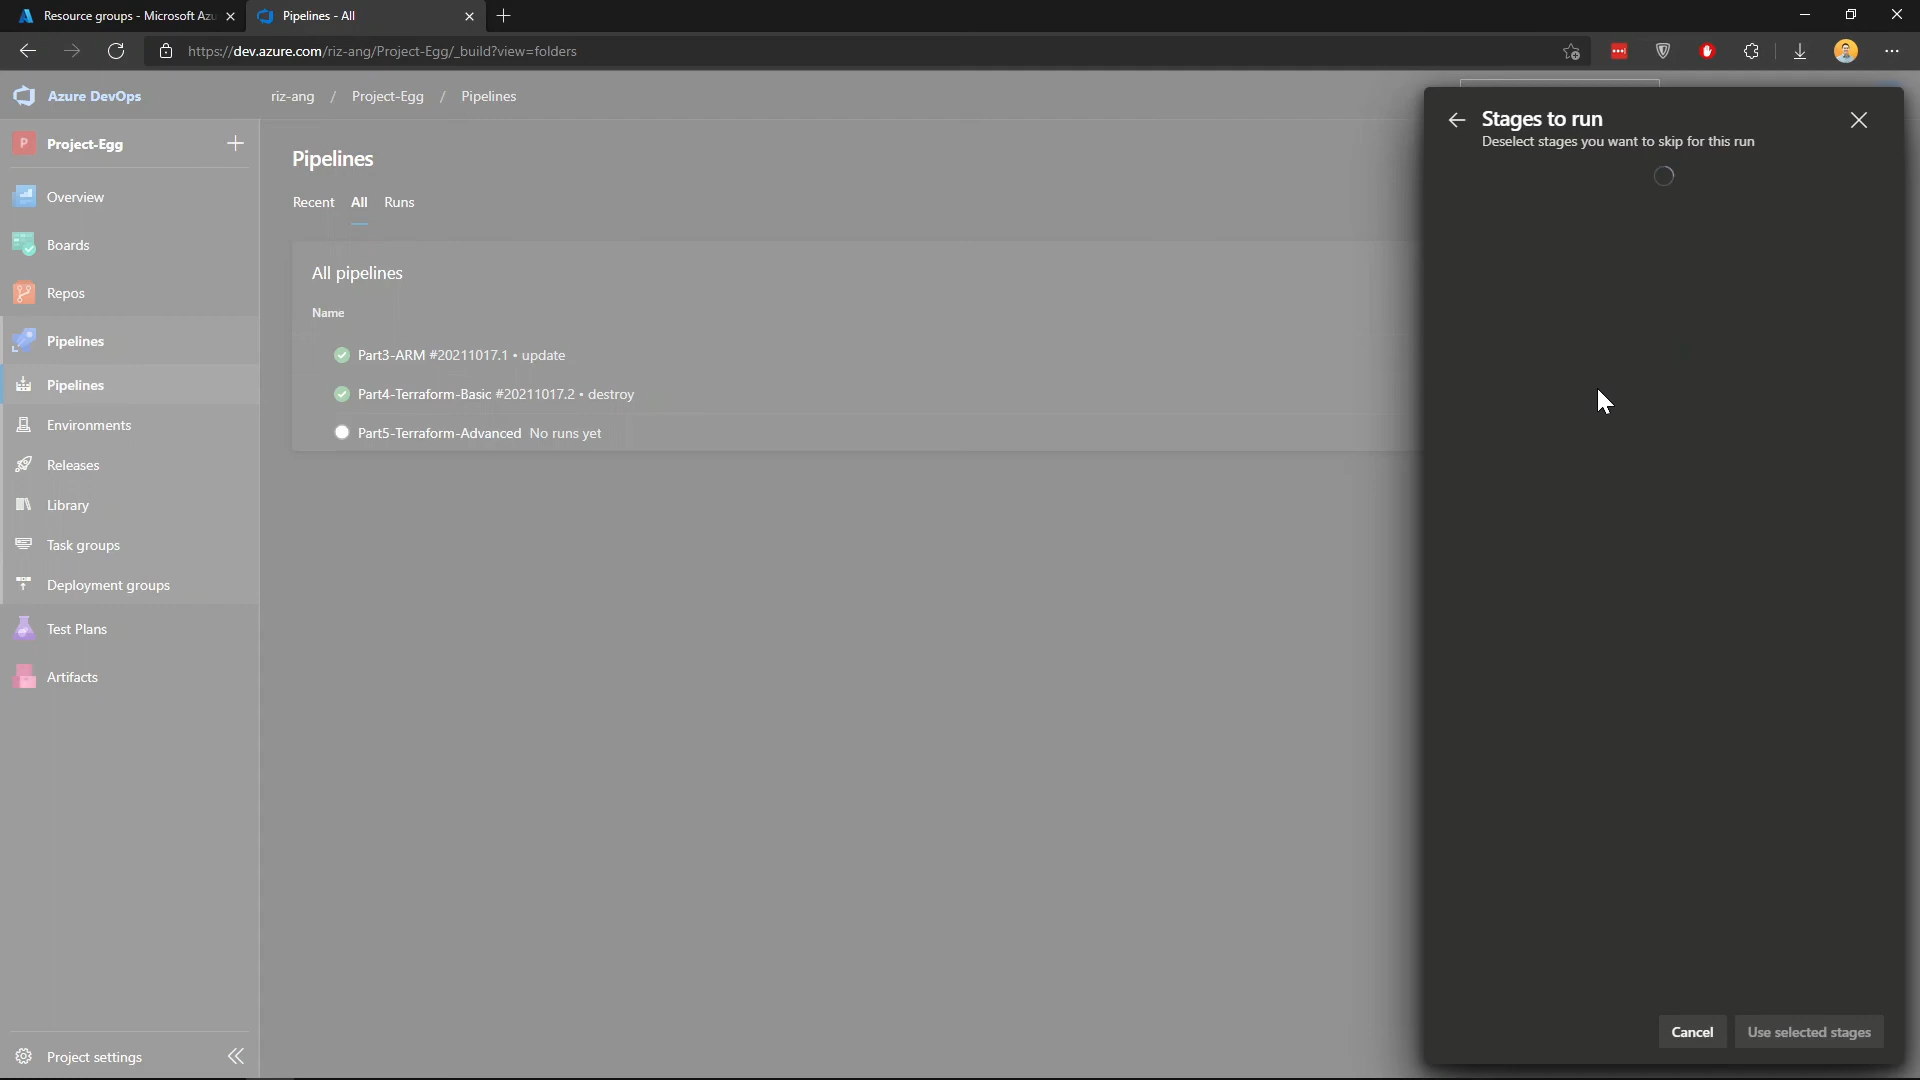 Resource groups - Microsoft Azu
Pipelines - All
https://dev.azure.com/riz-ang/Project-Egg/_build?view=folders
Azure DevOps
riz-ang / Project-Egg / Pipelines
P Project-Egg
Overview
Boards
Repos
Pipelines
Pipelines
Environments
Releases
Library
Task groups
Deployment groups
Test Plans
Artifacts
Project settings
Pipelines
Recent All Runs
All pipelines
Name
Part3-ARM #20211017.1 • update
Part4-Terraform-Basic #20211017.2 • destroy
Part5-Terraform-Advanced No runs yet
Stages to run
Deselect stages you want to skip for this run
Cancel Use selected stages